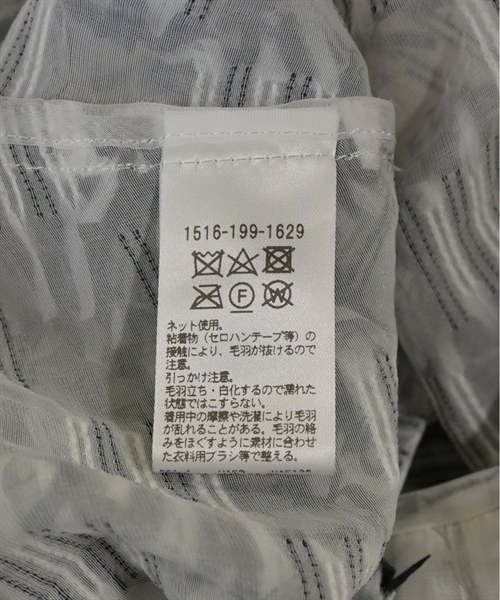 1516-199-1629
F W
ネット使用。
粘着物（セロハンテープ等）の
接触により、毛羽が抜けるので
注意。
引っかけ注意。
毛羽立ち・白化するので濡れた
状態ではこすらない。
着用中の摩擦や洗濯により毛羽
が乱れることがある。毛羽の絡
みをほぐすように素材に合わせ
た衣料用ブラシ等で整える。